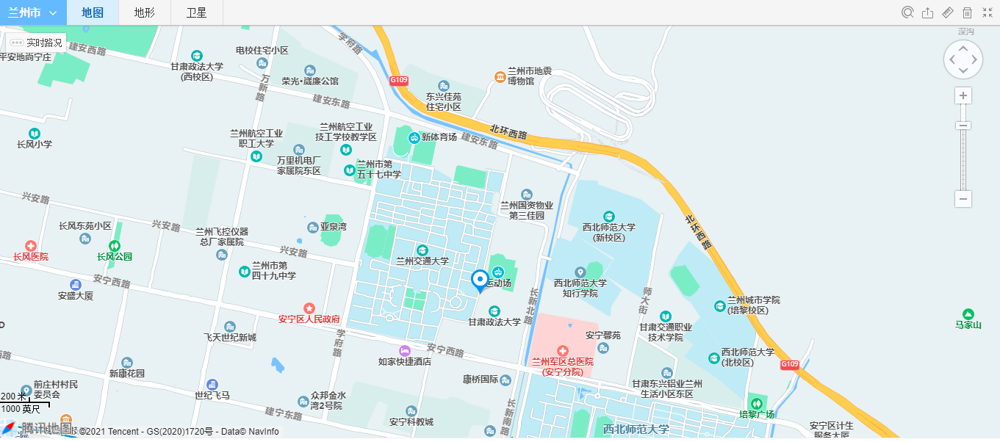 兰州市
地图
地形
卫星
深沟
实时路况
平安地尚宁庄
建安西路
甘肃政法大学
(西校区)
电校住宅小区
荣光·崴廉公馆
万新路
学府路
G109
兰州市地震
博物馆
东兴佳苑
住宅小区
建安东路
北环西路
长风小学
兰州航空工业
职工大学
兰州航空工业
技工学校教学区
新体育场
建安东路
万里机电厂
家属院东区
兰州市第
五十七中学
兴安路
兰州国资物业
第三佳园
长风东苑小区
兴安路
亚泉湾
兰州飞控仪器
总厂家属院
西北师范大学
(新校区)
北环西路
长风医院
长风公园
兴安路
兰州交通大学
兰州市第
四十九中学
安宁西路
运动场
西北师范大学
知行学院
安盛大厦
长新北路
师大街
兰州城市学院
(培黎校区)
安宁区人民政府
甘肃政法大学
甘肃交通职业
技术学院
马家山
飞天世纪新城
学府路
安宁西路
安宁馨苑
如家快捷酒店
兰州军区总医院
(安宁分院)
西北师范大学
(北校区)
G109
路
新康花园
康桥国际
前庄村村民
委员会
世纪飞马
众邦金水
湾2号院
甘肃东兴铝业兰州
生活小区东区
200 米
1000 英尺
建宁东路
安宁科教城
长新南路
西北师范大学
培黎广场
安宁区计生
服务大厦
腾讯地图
©2021 Tencent - GS(2020)1720号 - Data© NavInfo